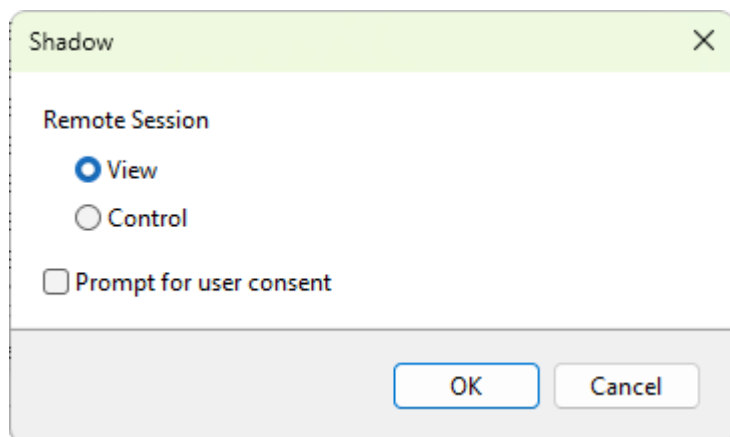 Shadow
Remote Session
View
Control
Prompt for user consent
OK Cancel